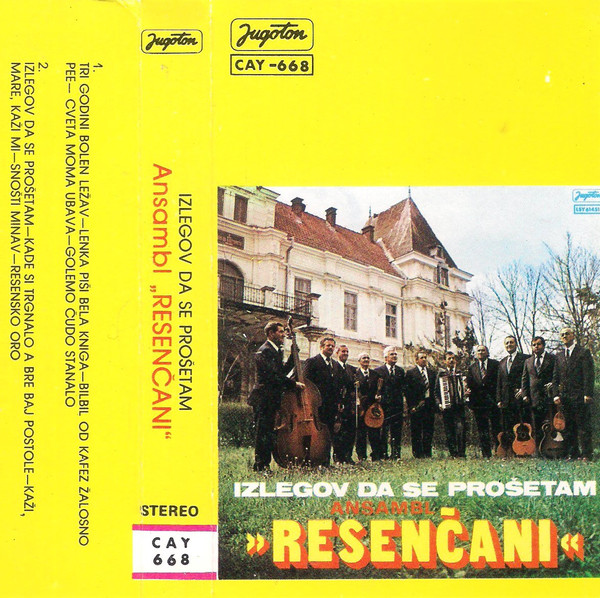 1.
TRI GODINI BOLEN LEŽAV—LENKA PIŠI BELA KNIGA—BILBIL OD KAFEZ ŽALOSNO
PEE— CVETA MOMA UBAVA—GOLEMO ČUDO STANALO
2.
IZLEGOV DA SE PROŠETAM—KADE SI TRGNALO A BRE BAJ POSTOLE—KAŽI,
MARE, KAŽI MI—SNOŠTI MINAV—RESENSKO ORO
Jugoton
IZLEGOV DA SE PROŠETAM
Ansambl „RESENČANI“
STEREO
CAY
668
Jugoton
CAY-668
Jugoton
IZLEGOV DA SE PROŠETAM
ANSAMBL
»RESENČANI«